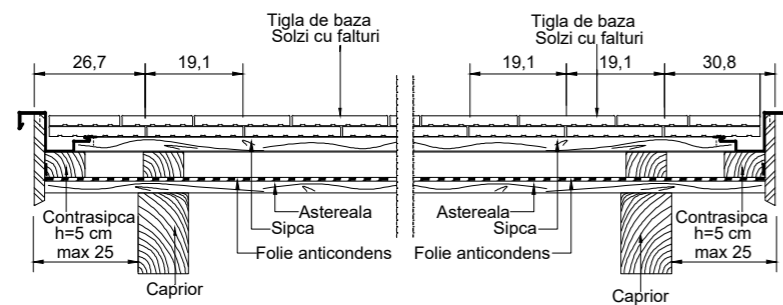 Tigla de baza
Solzi cu falturi
Tigla de baza
Solzi cu falturi
26,7
19,1
19,1
19,1
30,8
Contrasipca
h=5 cm
max 25
Astereala
Sipca
Folie anticondens
Caprior
Astereala
Sipca
Folie anticondens
Contrasipca
h=5 cm
max 25
Caprior